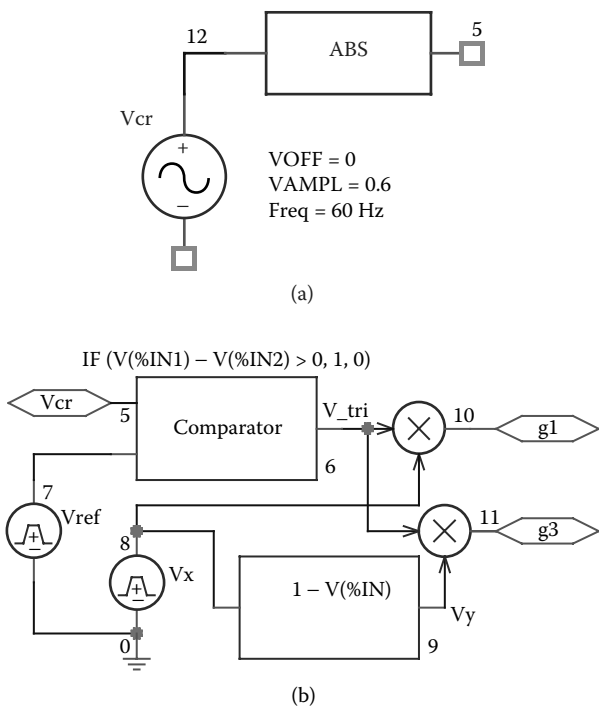 12
ABS
5
Vcr
+
–
VOFF = 0
VAMPL = 0.6
Freq = 60 Hz
(a)
IF (V(%IN1) – V(%IN2) > 0, 1, 0)
Vcr
5
Comparator
V_tri
6
10
g1
7
Vref
+
–
8
Vx
+
–
0
1 – V(%IN)
Vy
9
11
g3
(b)